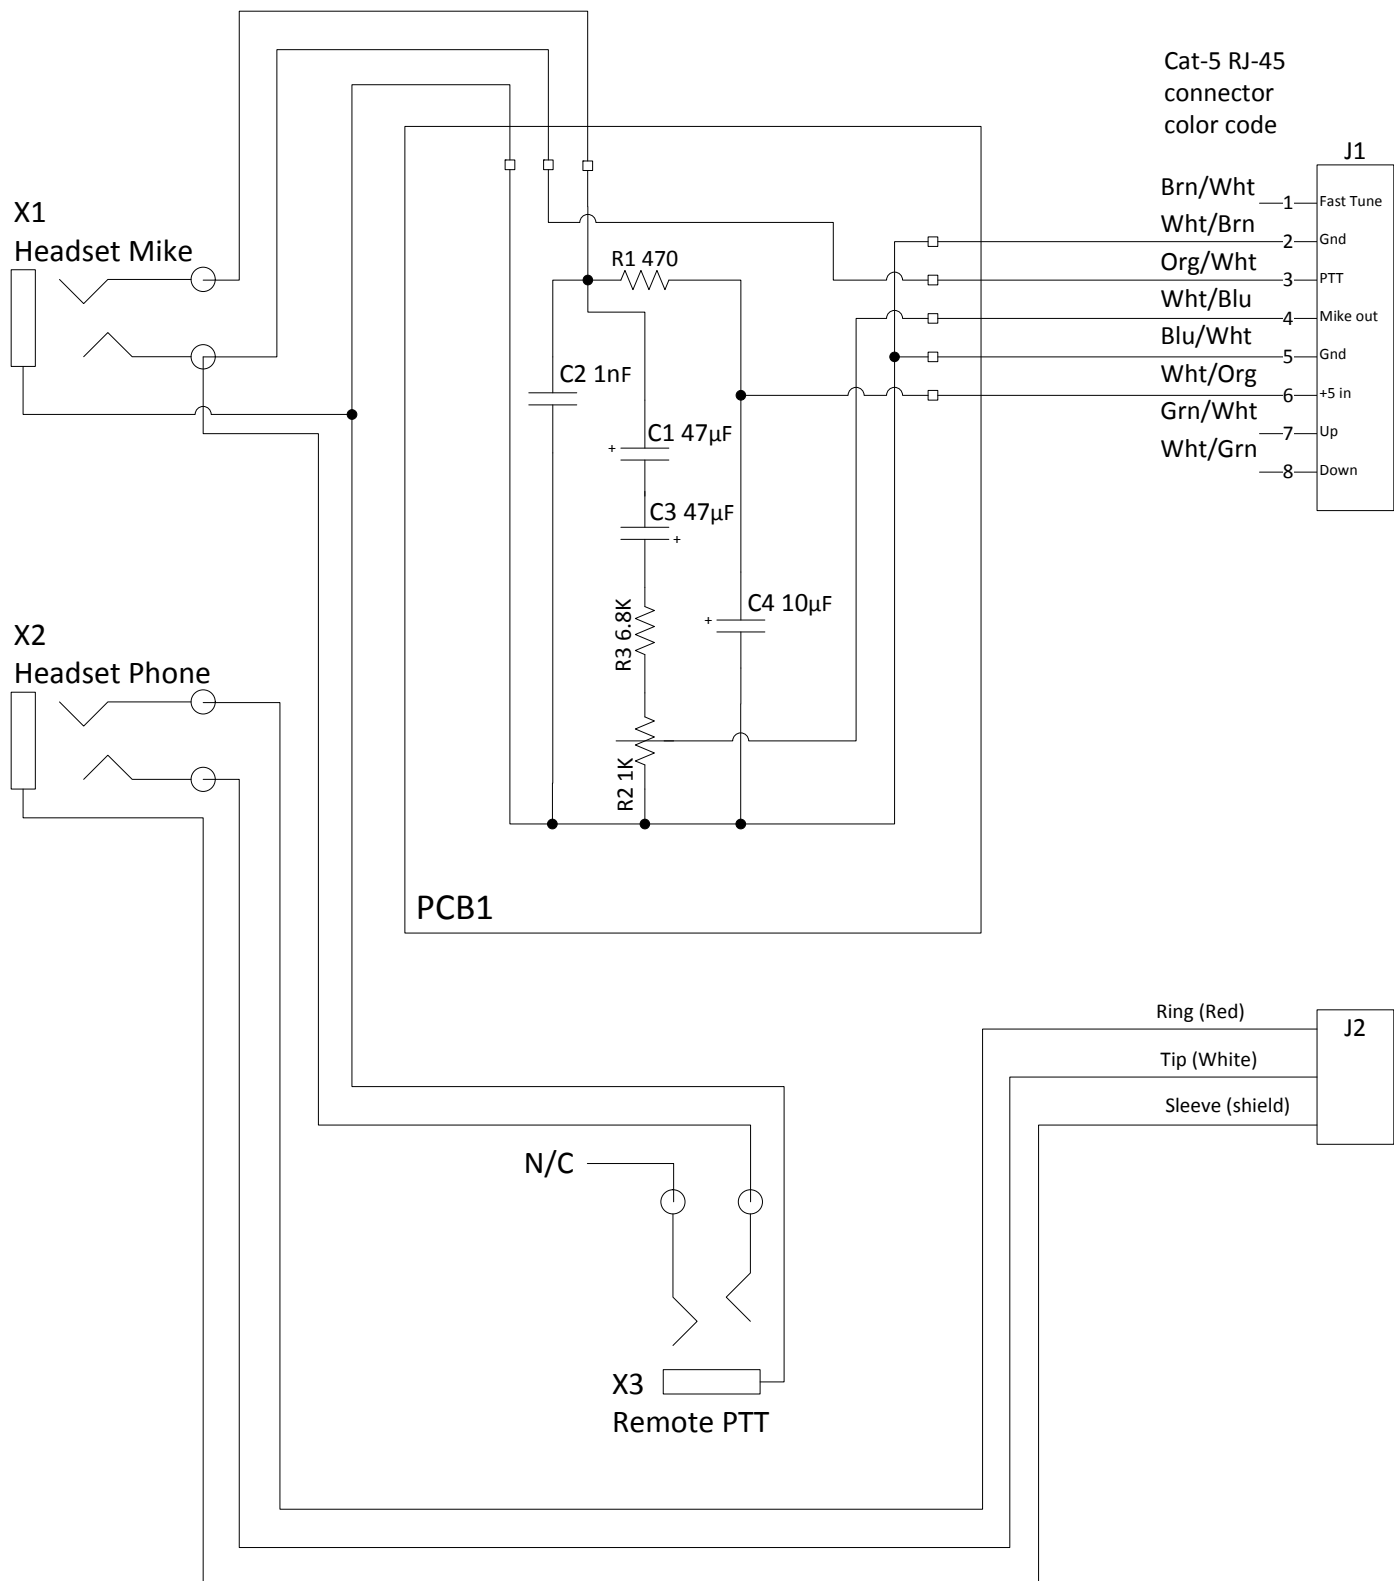 Cat-5 RJ-45
connector
color code
J1
Brn/Wht
1
Fast Tune
Wht/Brn
2
Gnd
Org/Wht
3
PTT
Wht/Blu
4
Mike out
Blu/Wht
5
Gnd
Wht/Org
6
+5 in
Grn/Wht
7
Up
Wht/Grn
8
Down
X1
Headset Mike
R1 470
C2 1nF
C1 47µF
+
C3 47µF
+
R3 6.8K
C4 10µF
+
R2 1K
PCB1
X2
Headset Phone
Ring (Red)
J2
Tip (White)
Sleeve (shield)
N/C
X3
Remote PTT